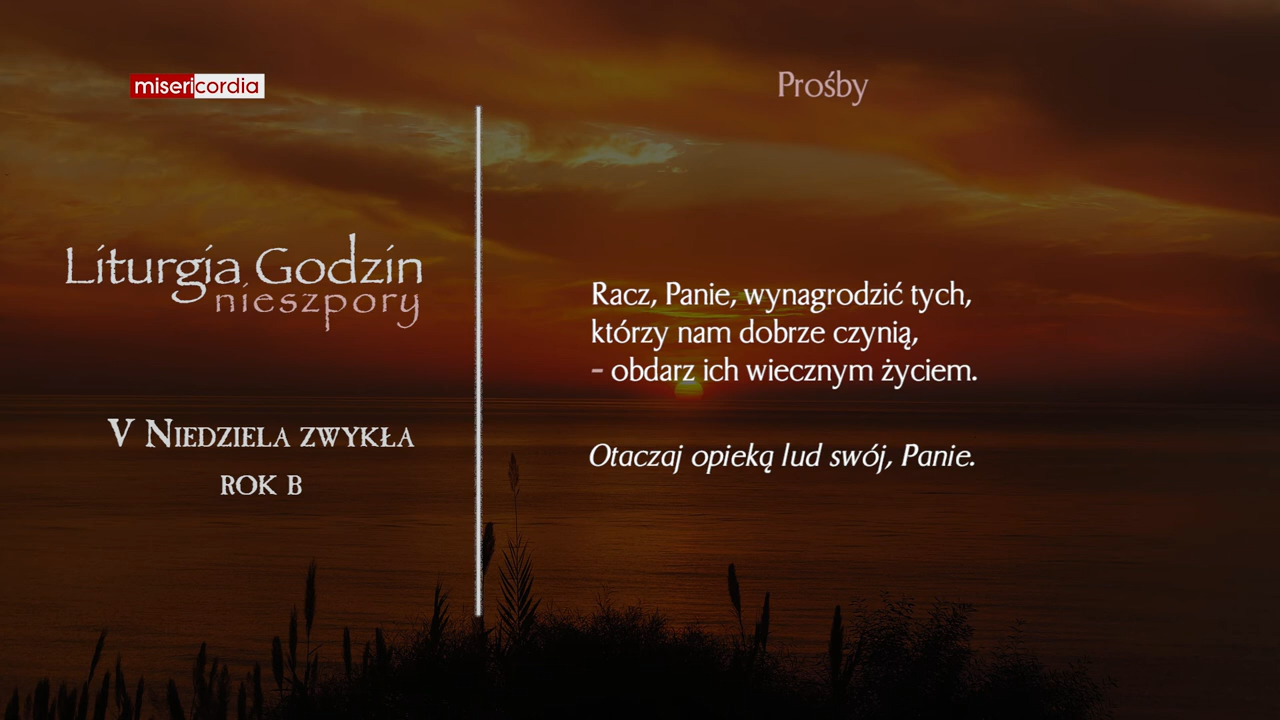 misericordia
Liturgia Godzin
nieszpory
V Niedziela zwykła
rok B
Prośby
Racz, Panie, wynagrodzić tych,
którzy nam dobrze czynią,
- obdarz ich wiecznym życiem.
Otaczaj opieką lud swój, Panie.